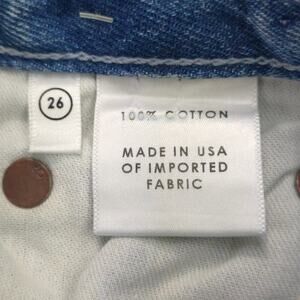 26
100% COTTON
MADE IN USA
OF IMPORTED
FABRIC